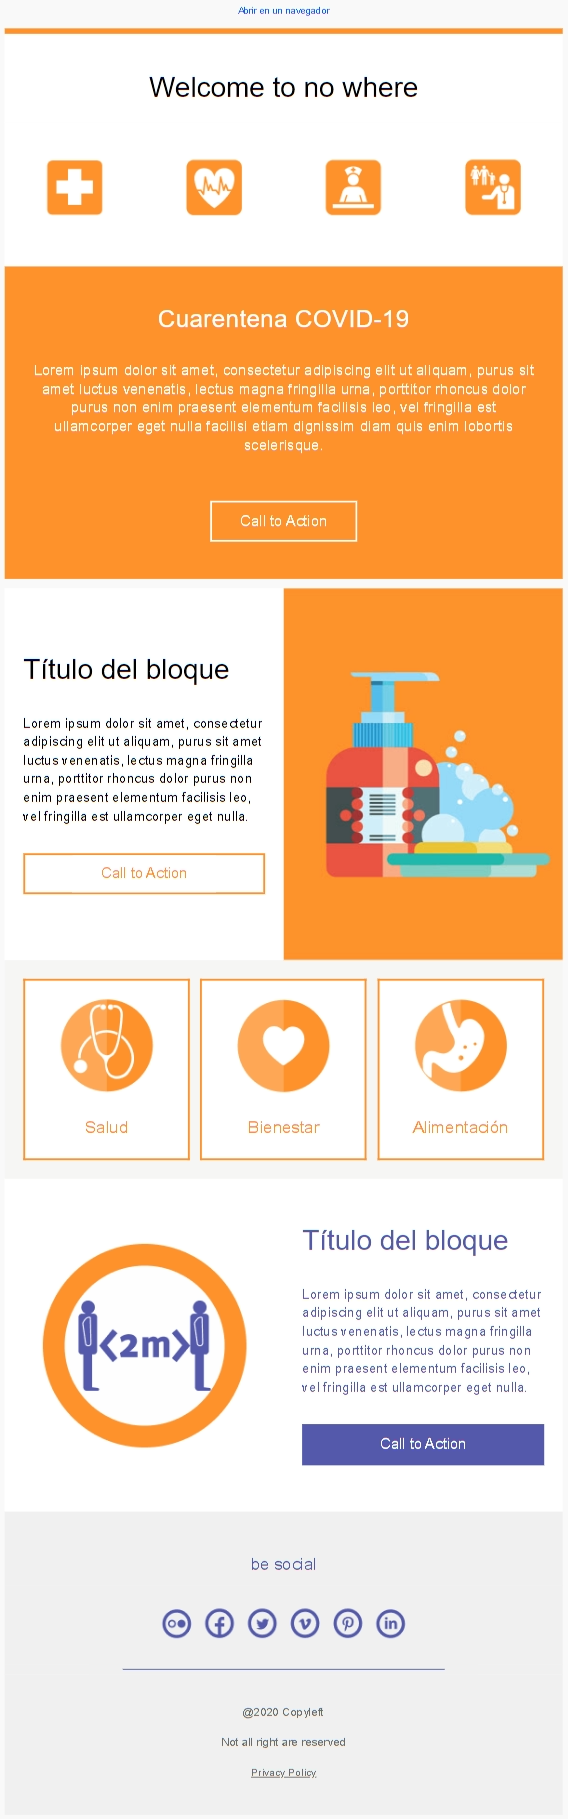 Abrir en un navegador
Welcome to no where
Cuarentena COVID-19
Lorem ipsum dolor sit amet, consectetur adipiscing elit ut aliquam, purus sit
amet luctus venenatis, lectus magna fringilla urna, porttitor rhoncus dolor
purus non enim praesent elementum facilisis leo, vel fringilla est
ullamcorper eget nulla facilisi etiam dignissim diam quis enim lobortis
scelerisque.
Call to Action
Título del bloque
Lorem ipsum dolor sit amet, consectetur
adipiscing elit ut aliquam, purus sit amet
luctus venenatis, lectus magna fringilla
urna, porttitor rhoncus dolor purus non
enim praesent elementum facilisis leo,
vel fringilla est ullamcorper eget nulla.
Call to Action
Salud
Bienestar
Alimentación
<2m>
Título del bloque
Lorem ipsum dolor sit amet, consectetur
adipiscing elit ut aliquam, purus sit amet
luctus venenatis, lectus magna fringilla
urna, porttitor rhoncus dolor purus non
enim praesent elementum facilisis leo,
vel fringilla est ullamcorper eget nulla.
Call to Action
be social
@2020 Copyleft
Not all right are reserved
Privacy Policy